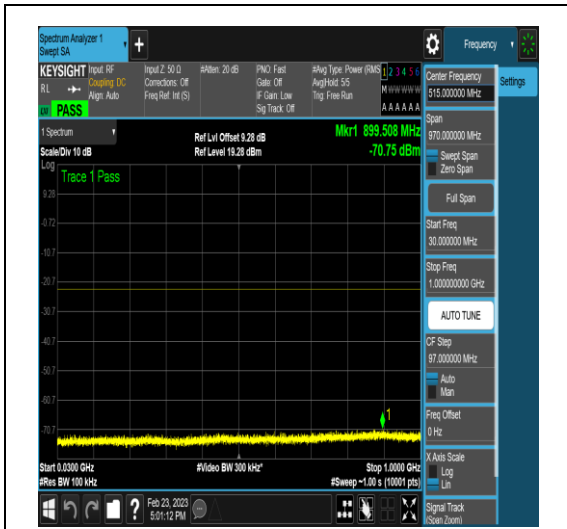 Spectrum Analyzer 1
Swept SA
+
Frequency
KEYSIGHT
RL
PASS
Input: RF
Coupling: DC
Align: Auto
Input Z: 50 Ω
Corrections: Off
Freq Ref: Int (S)
#Atten: 20 dB
PNO: Fast
Gate: Off
IF Gain: Low
Sig Track: Off
#Avg Type: Power (RMS
Avg|Hold: 5/5
Trig: Free Run
1 2 3 4 5 6
M W W W W W
A A A A A A
1 Spectrum
Scale/Div 10 dB
Ref Lvl Offset 9.28 dB
Ref Level 19.28 dBm
Mkr1 899.508 MHz
-70.75 dBm
Log
Trace 1 Pass
9.28
-0.72
-10.7
-20.7
-30.7
-40.7
-50.7
-60.7
-70.7
1
Start 0.0300 GHz
#Res BW 100 kHz
#Video BW 300 kHz*
Stop 1.0000 GHz
#Sweep ~1.00 s (10001 pts)
Center Frequency
515.000000 MHz
Settings
Span
970.000000 MHz
Swept Span
Zero Span
Full Span
Start Freq
30.000000 MHz
Stop Freq
1.000000000 GHz
AUTO TUNE
CF Step
97.000000 MHz
Auto
Man
Freq Offset
0 Hz
X Axis Scale
Log
Lin
Signal Track
(Span Zoom)
?
Feb 23, 2023
5:01:12 PM